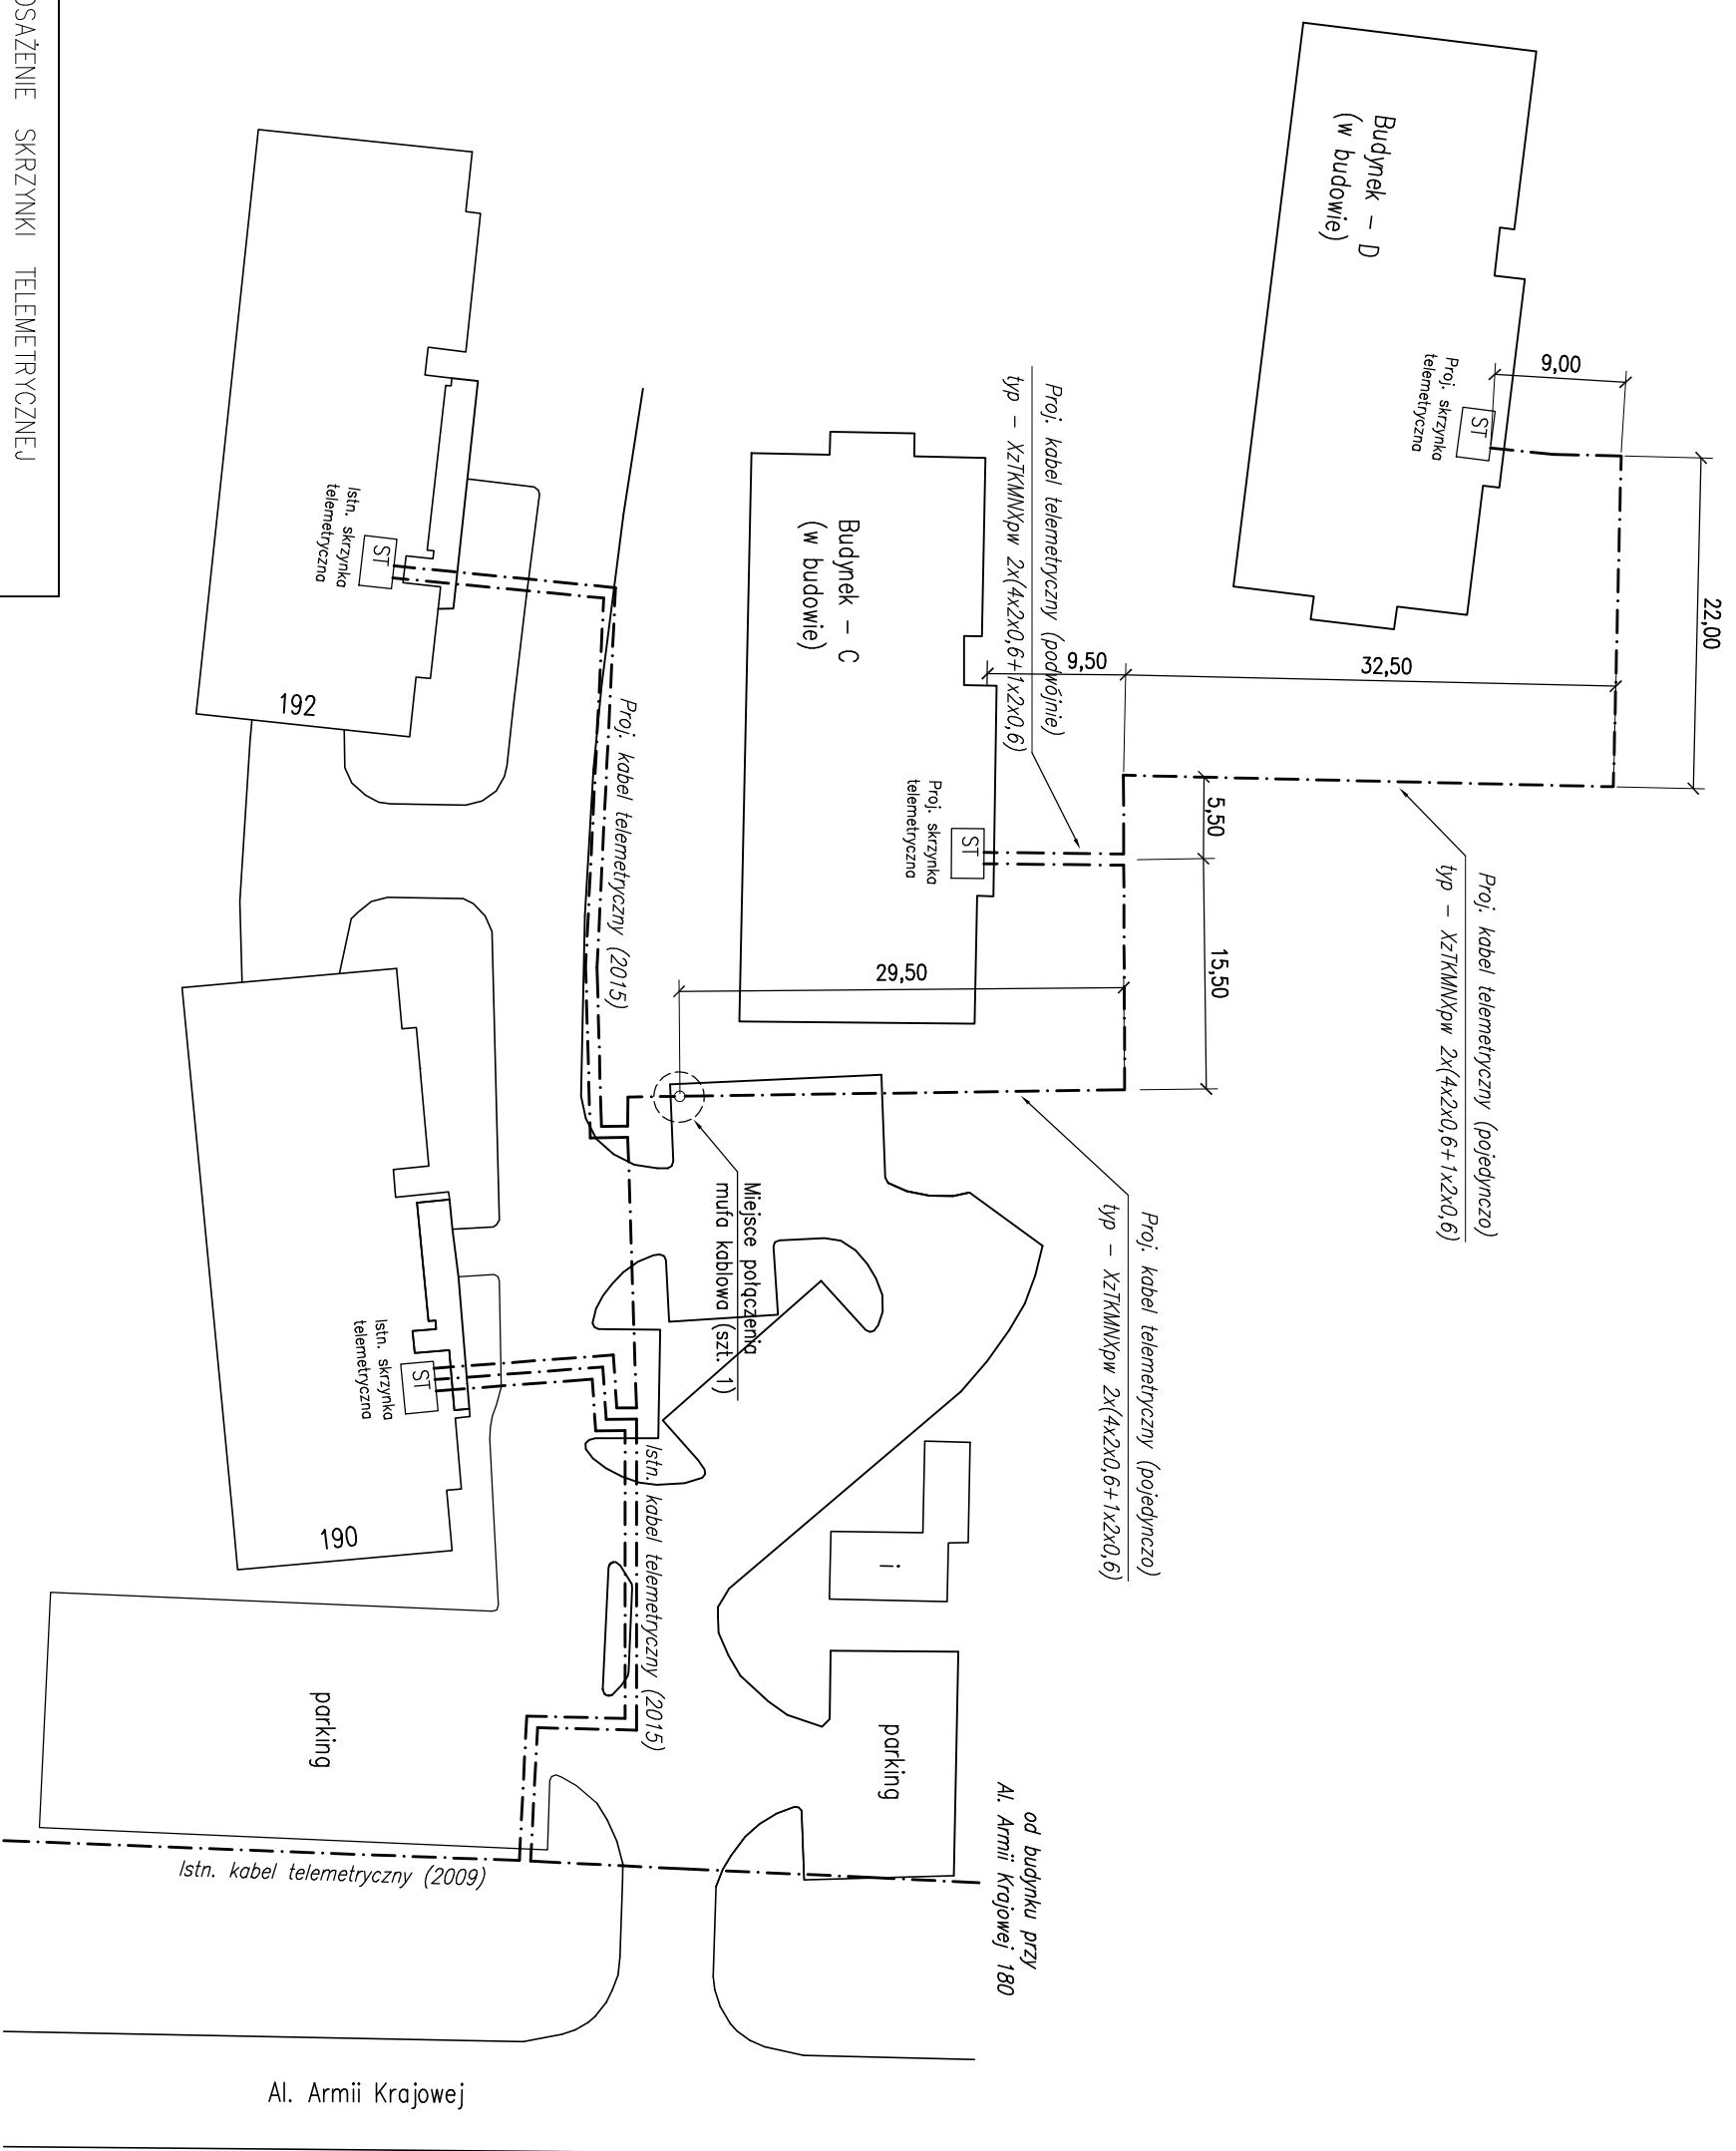 OSAŻENIE SKRZYNKI TELEMETRYCZNEJ
Budynek – D
(w budowie)
Proj. skrzynka
telemetryczna
ST
9,00
22,00
32,50
9,50
5,50
15,50
29,50
Proj. kabel telemetryczny (podwójnie)
typ – XzTKMNXpw 2x(4x2x0,6+1x2x0,6)
Budynek – C
(w budowie)
Proj. skrzynka
telemetryczna
ST
Proj. kabel telemetryczny (pojedynczo)
typ – XzTKMNXpw 2x(4x2x0,6+1x2x0,6)
Proj. kabel telemetryczny (pojedynczo)
typ – XzTKMNXpw 2x(4x2x0,6+1x2x0,6)
Istn. skrzynka
telemetryczna
ST
192
Proj. kabel telemetryczny (2015)
Miejsce połączenia
mufa kablowa (szt. 1)
Istn. skrzynka
telemetryczna
ST
190
Istn. kabel telemetryczny (2015)
i
parking
parking
od budynku przy
Al. Armii Krajowej 180
Istn. kabel telemetryczny (2009)
Al. Armii Krajowej